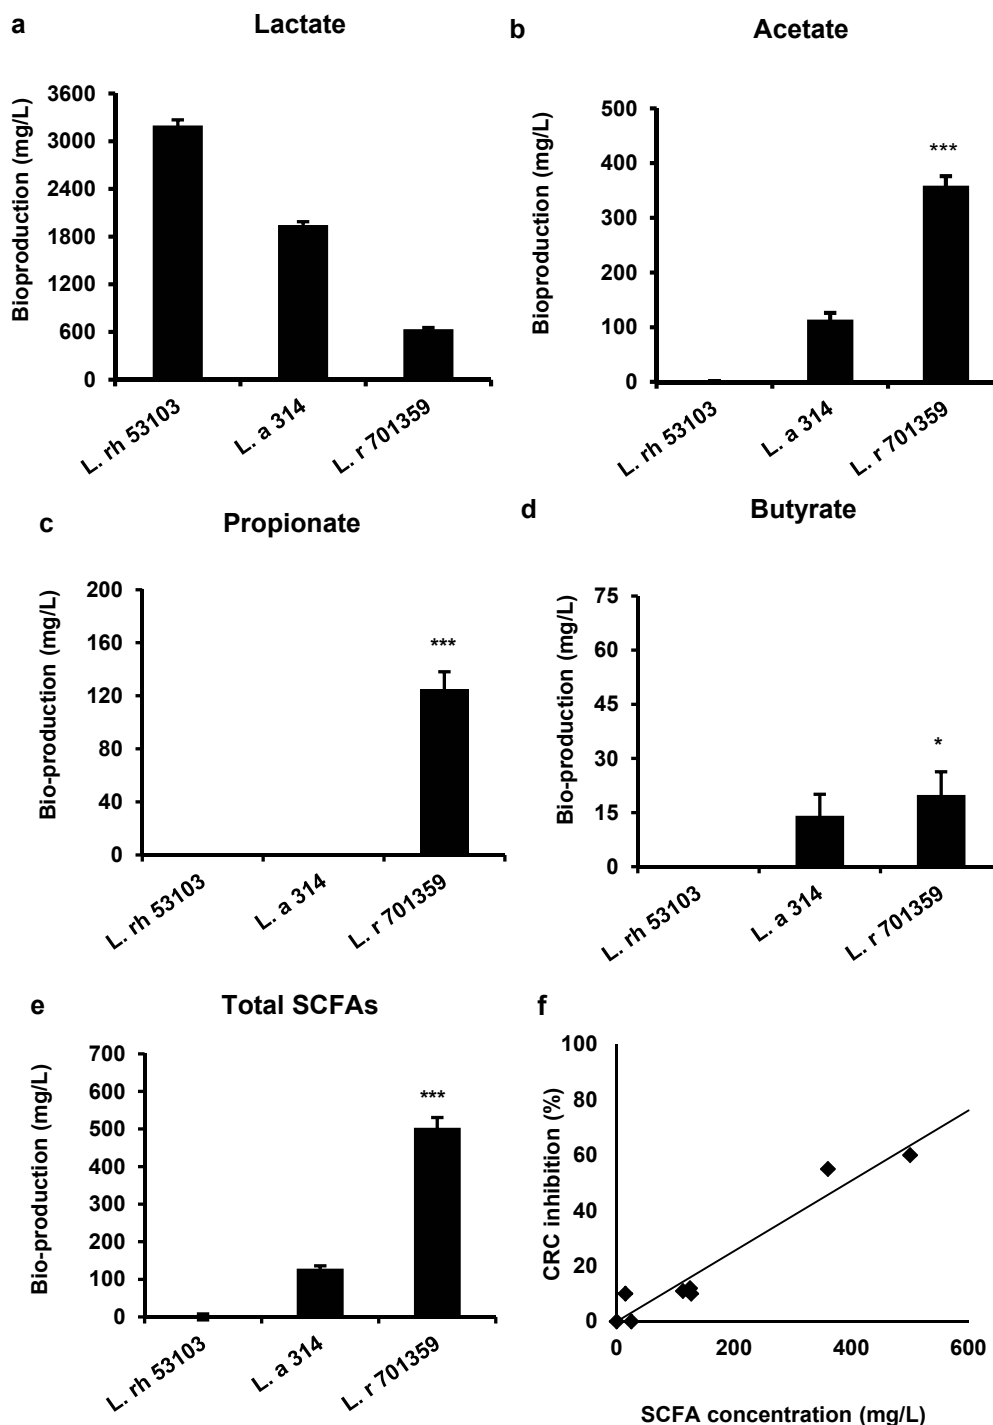 a
Lactate
Bioproduction (mg/L)
3600
3000
2400
1800
1200
600
0
L. rh 53103
L. a 314
L. r 701359
b
Acetate
Bioproduction (mg/L)
500
400
300
200
100
0
***
L. rh 53103
L. a 314
L. r 701359
c
Propionate
Bio-production (mg/L)
200
160
120
80
40
0
***
L. rh 53103
L. a 314
L. r 701359
d
Butyrate
Bio-production (mg/L)
75
60
45
30
15
0
*
L. rh 53103
L. a 314
L. r 701359
e
Total SCFAs
Bio-production (mg/L)
700
600
500
400
300
200
100
0
***
L. rh 53103
L. a 314
L. r 701359
f
CRC inhibition (%)
100
80
60
40
20
0
0
200
400
600
SCFA concentration (mg/L)